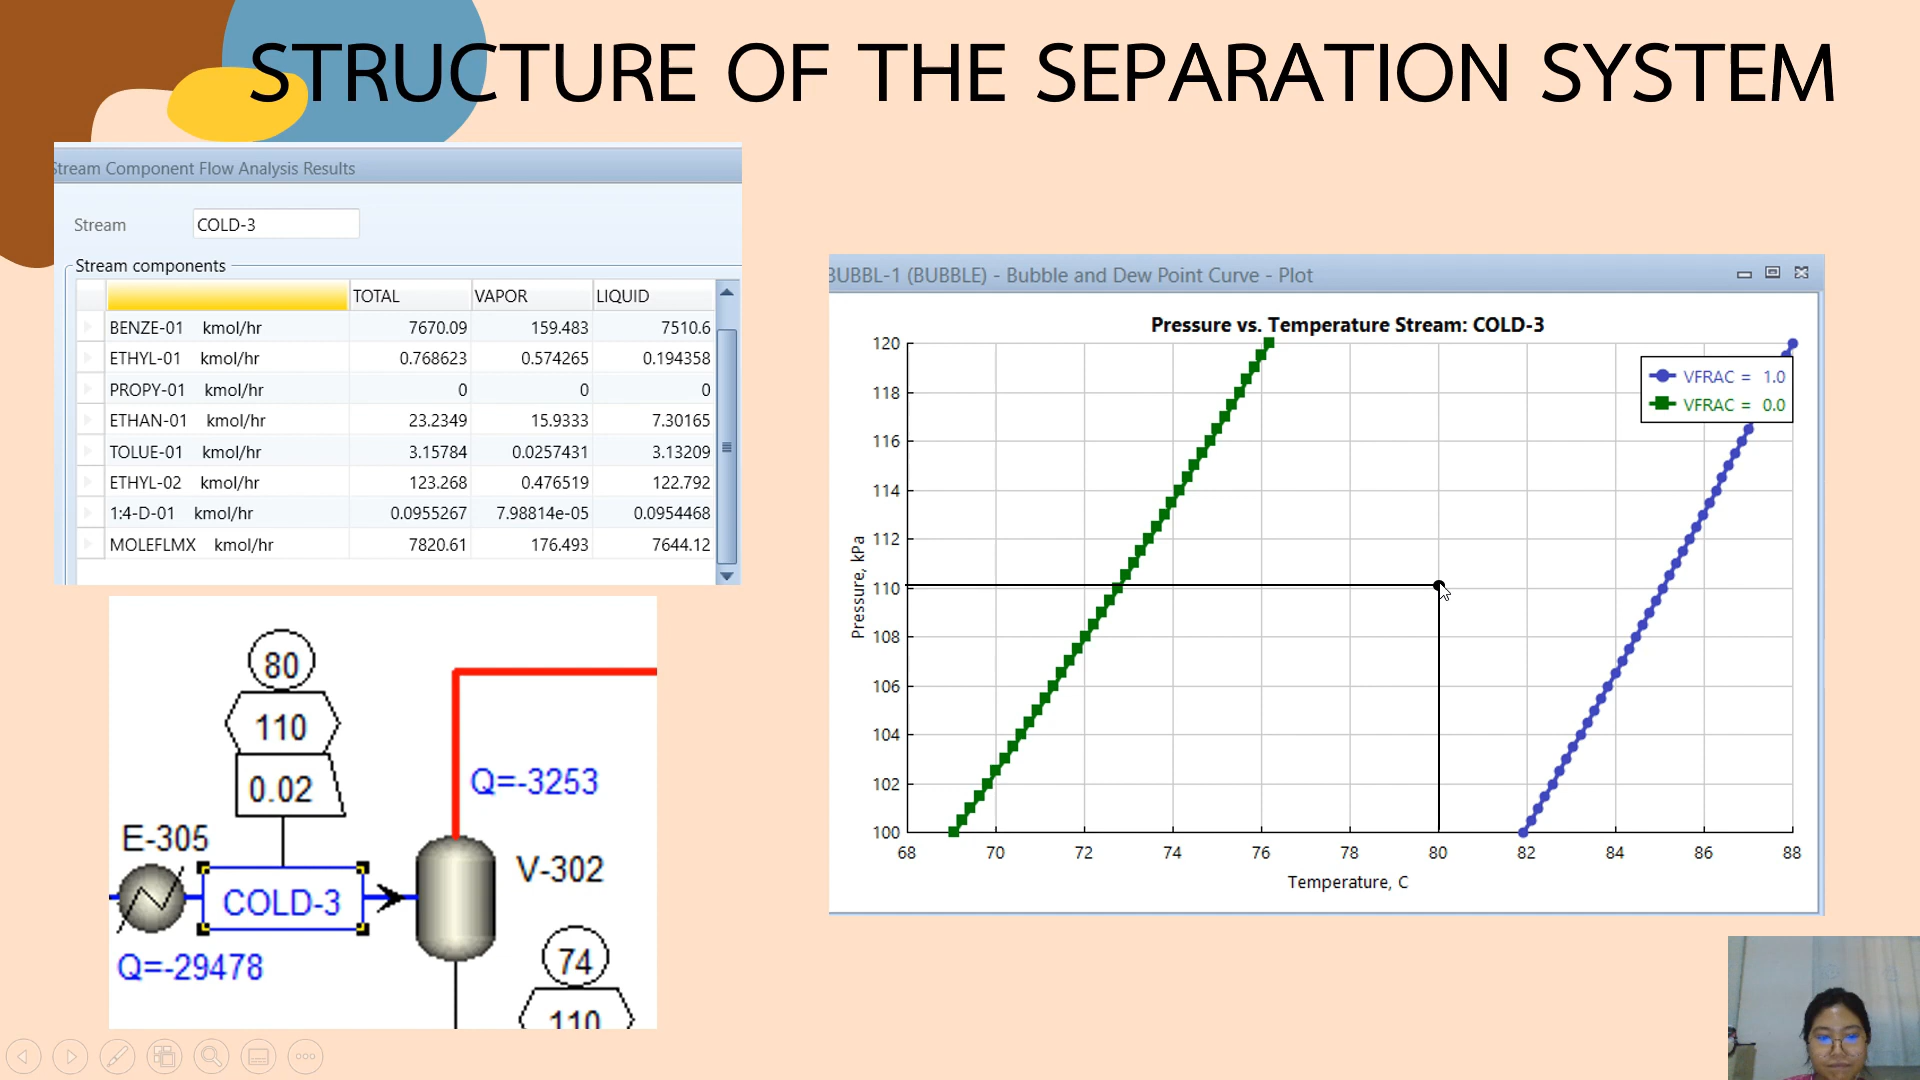 STRUCTURE OF THE SEPARATION SYSTEM
Stream Component Flow Analysis Results
Stream COLD-3
Stream components
TOTAL VAPOR LIQUID
BENZE-01 kmol/hr 7670.09 159.483 7510.6
ETHYL-01 kmol/hr 0.768623 0.574265 0.194358
PROPY-01 kmol/hr 0 0 0
ETHAN-01 kmol/hr 23.2349 15.9333 7.30165
TOLUE-01 kmol/hr 3.15784 0.0257431 3.13209
ETHYL-02 kmol/hr 123.268 0.476519 122.792
1:4-D-01 kmol/hr 0.0955267 7.98814e-05 0.0954468
MOLEFLMX kmol/hr 7820.61 176.493 7644.12
80
110
0.02
Q=-3253
E-305
COLD-3
V-302
Q=-29478
74
110
BUBBL-1 (BUBBLE) - Bubble and Dew Point Curve - Plot
Pressure vs. Temperature Stream: COLD-3
VFRAC = 1.0
VFRAC = 0.0
Pressure, kPa
120
118
116
114
112
110
108
106
104
102
100
68 70 72 74 76 78 80 82 84 86 88
Temperature, C